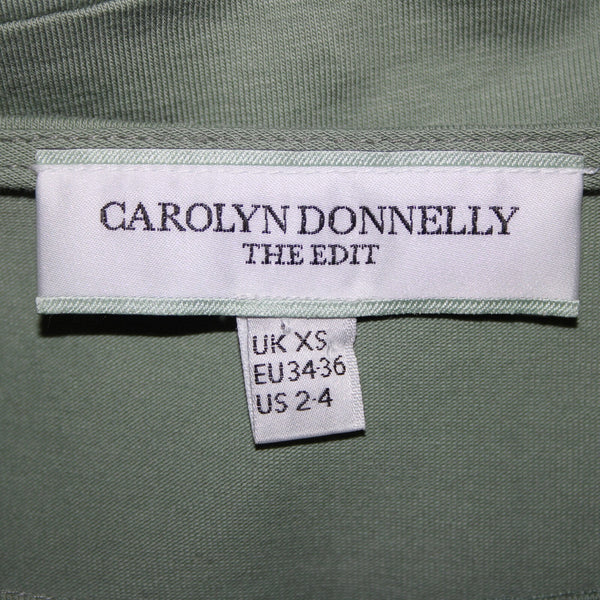 CAROLYN DONNELLY
THE EDIT
UK XS
EU 34-36
US 2-4